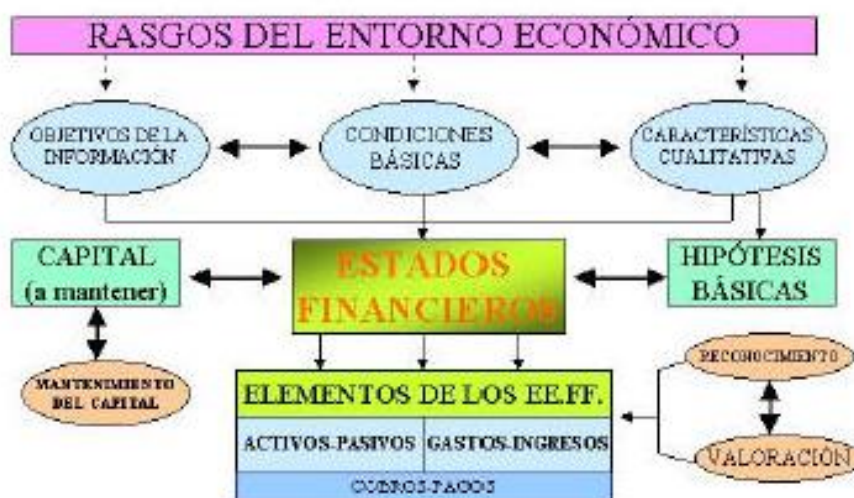 RASGOS DEL ENTORNO ECONÓMICO
OBJETIVOS DE LA
INFORMACIÓN
CONDICIONES
BÁSICAS
CARACTERÍSTICAS
CUALITATIVAS
CAPITAL
(a mantener)
ESTADOS
FINANCIEROS
HIPÓTESIS
BÁSICAS
MANTENIMIENTO
DEL CAPITAL
RECONOCIMIENTO
ELEMENTOS DE LOS EE.FF.
ACTIVOS-PASIVOS
GASTOS-INGRESOS
VALORACIÓN
COBROS-PAGOS